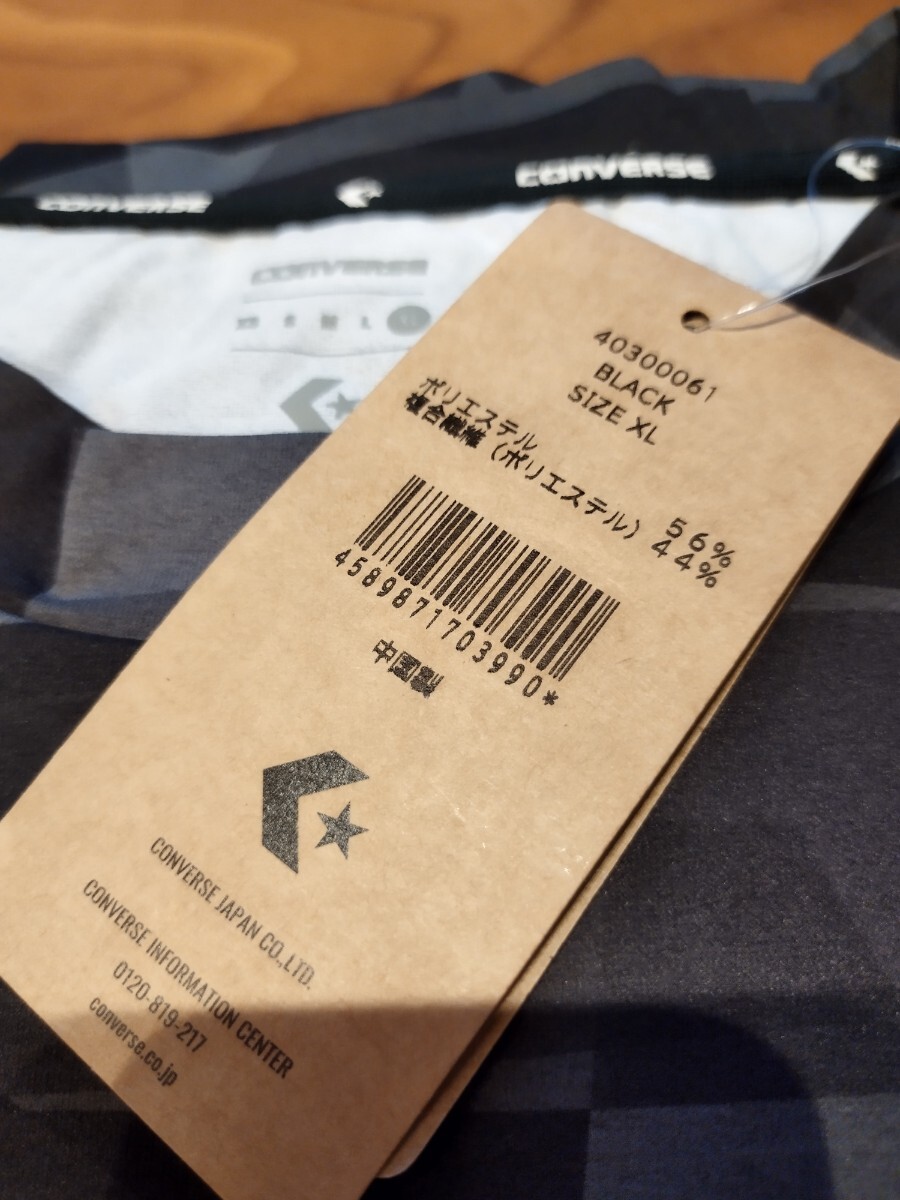 CONVERSE
CONVERSE
CONVERSE
XS S M L
40300061
BLACK
SIZE XL
ポリエステル 56%
複合繊維（ポリエステル） 44%
4589871703990*
中国製
CONVERSE JAPAN CO.,LTD.
CONVERSE INFORMATION CENTER
0120-819-217
converse.co.jp